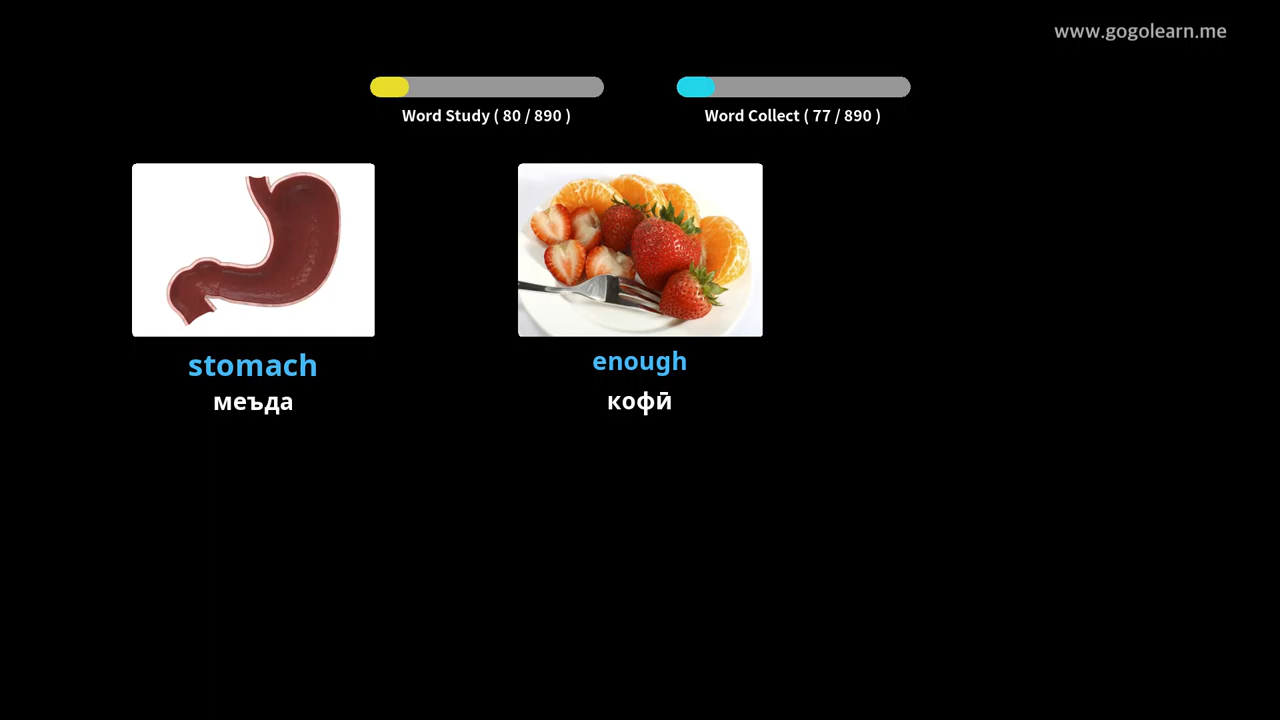 www.gogolearn.me
Word Study ( 80 / 890 )
Word Collect ( 77 / 890 )
stomach
меъда
enough
кофӣ